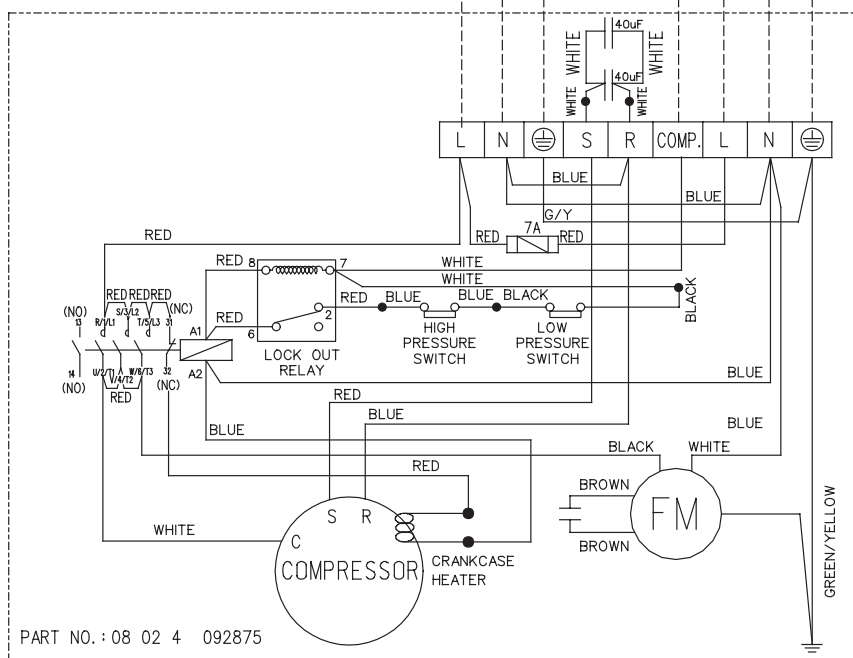 40uF
WHITE
WHITE
40uF
WHITE
WHITE
L N S R COMP. L N
BLUE
BLUE
G/Y
RED
7A
RED RED
RED 8 7 WHITE
WHITE
RED BLUE BLUE BLACK
BLACK
RED RED RED
S/3/L2
(NO) (NC)
13 R/1/L1 T/5/L3 31
RED
2
6
A1
HIGH
PRESSURE
SWITCH
LOW
PRESSURE
SWITCH
LOCK OUT
RELAY
14 U/2/T1 V/4/T2 W/6/T3 32
(NO) (NC)
RED
A2
BLUE
RED
BLUE
BLUE
BLUE
BLACK WHITE
RED
BROWN
FM
BROWN
GREEN/YELLOW
WHITE
S R
C
COMPRESSOR
CRANKCASE
HEATER
PART NO.: 08 02 4 092875